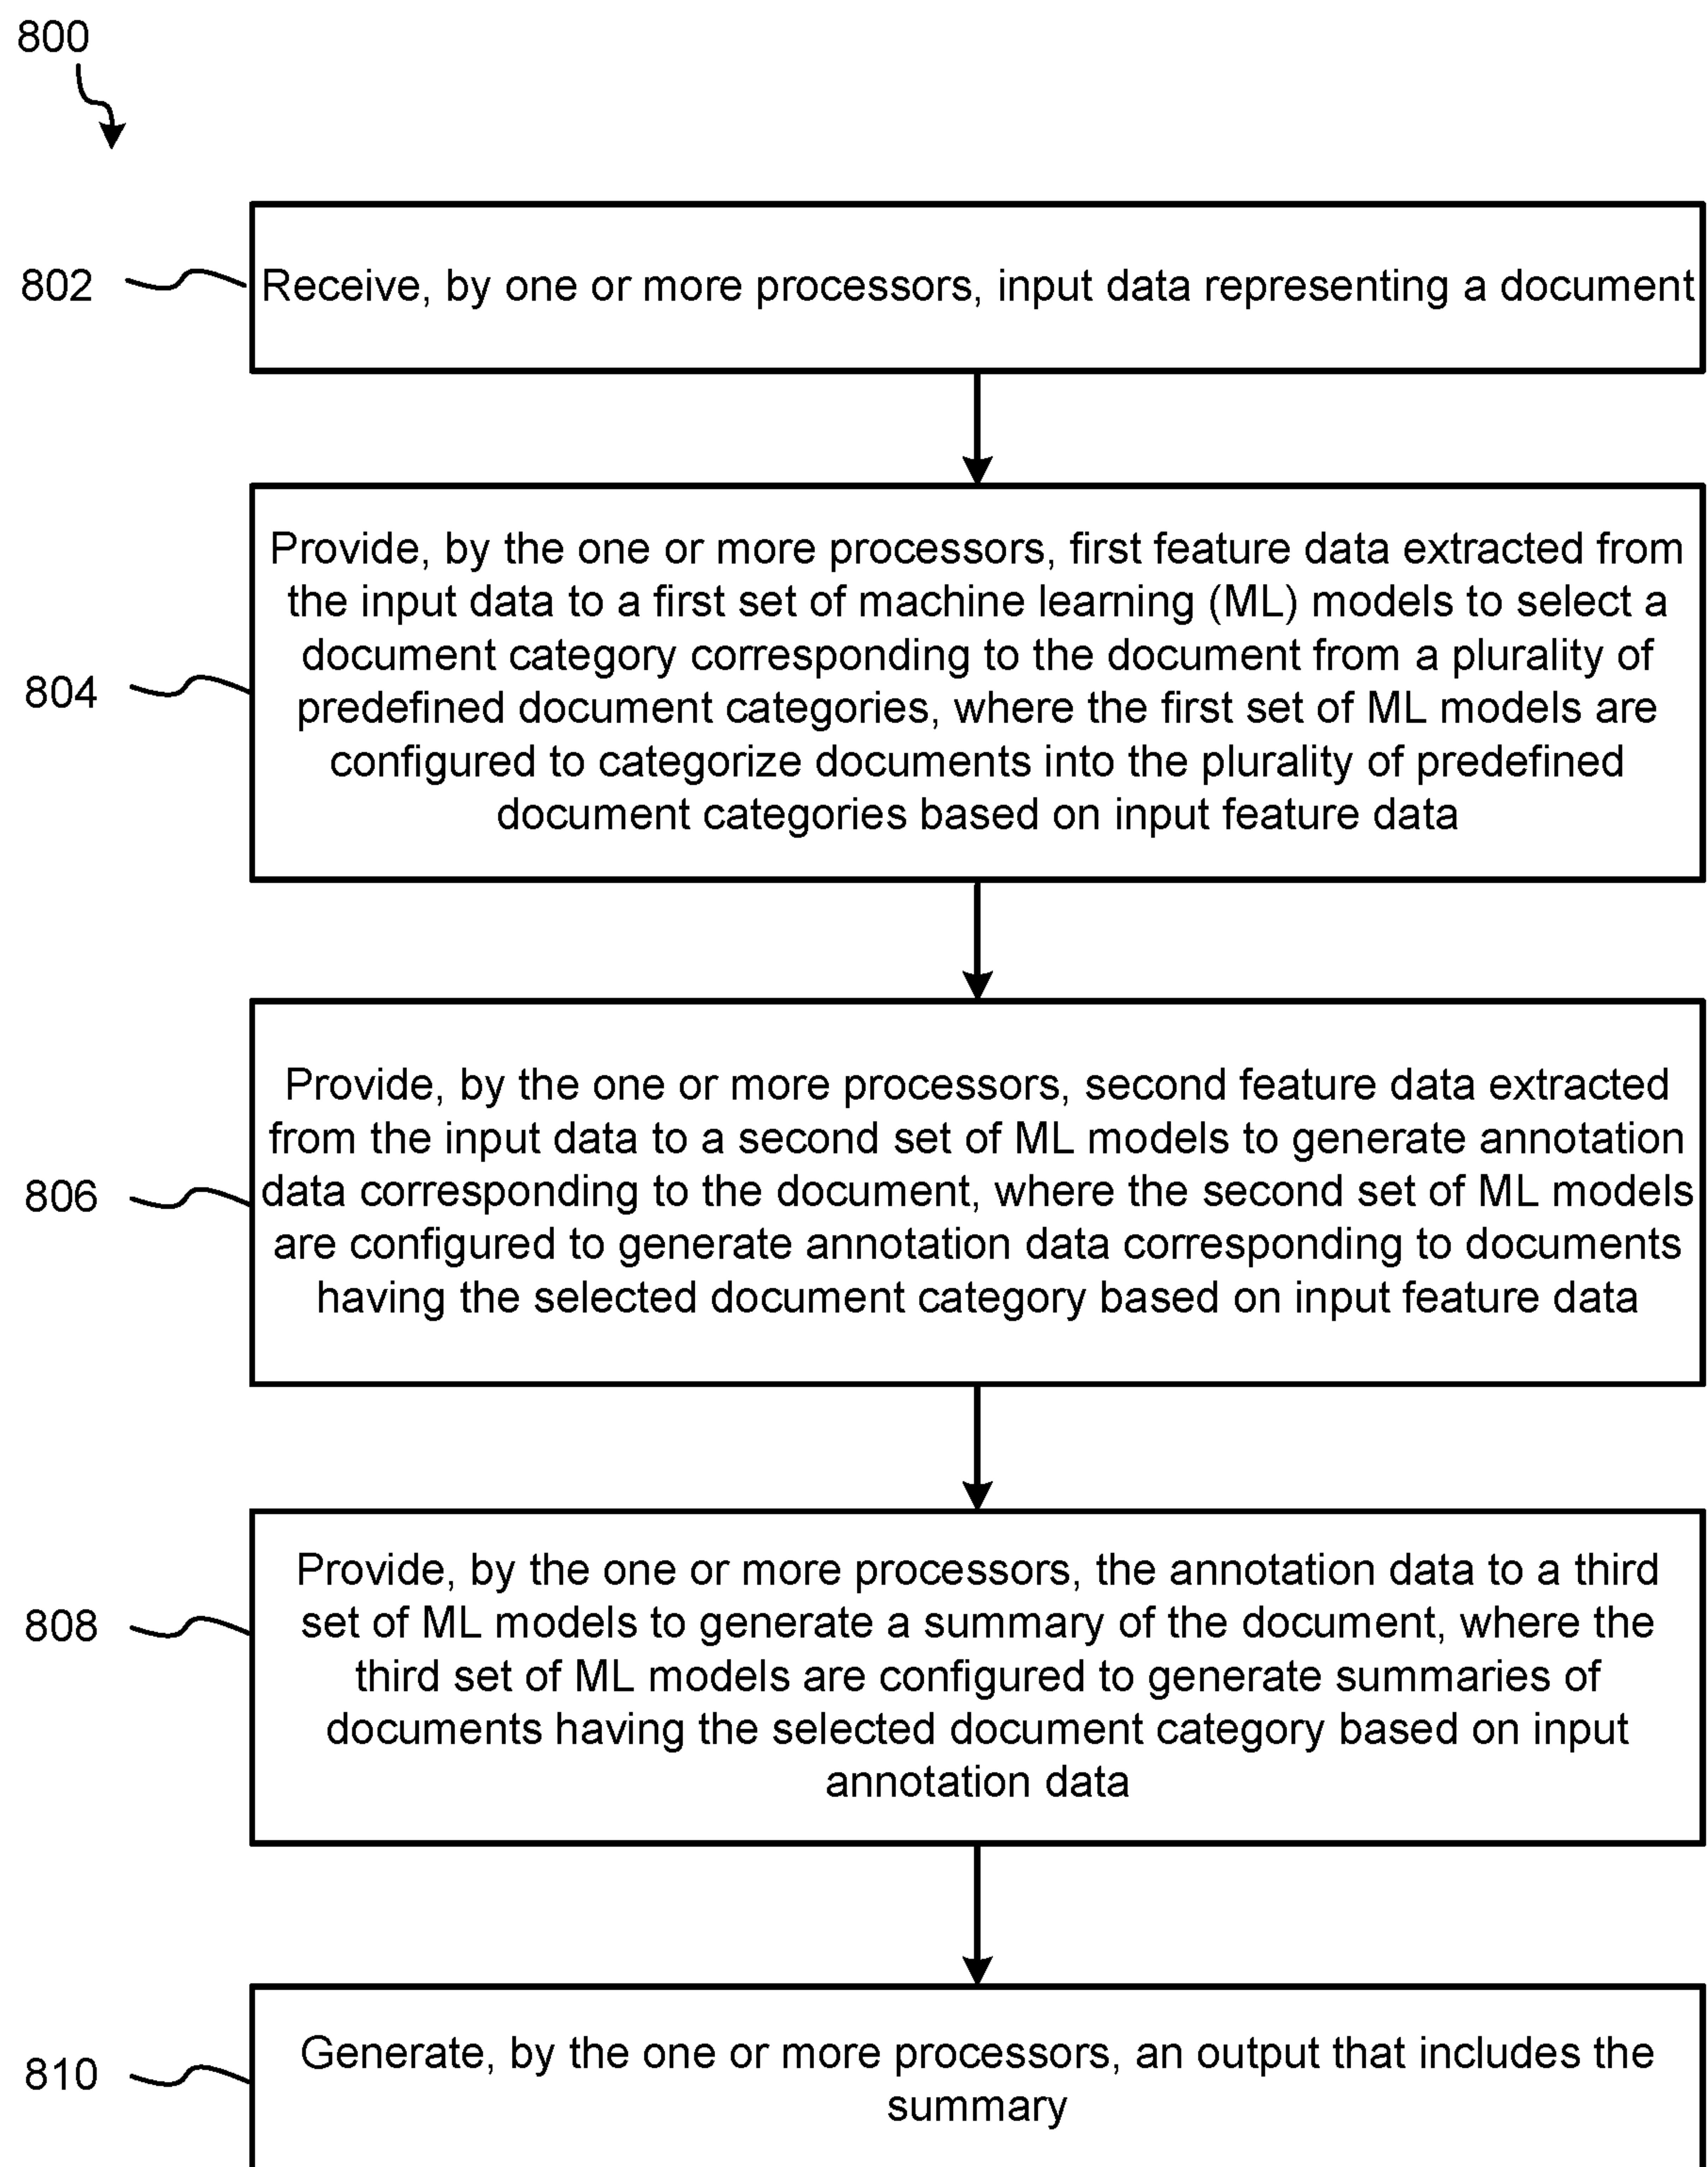 800
802
Receive, by one or more processors, input data representing a document
804
Provide, by the one or more processors, first feature data extracted from
the input data to a first set of machine learning (ML) models to select a
document category corresponding to the document from a plurality of
predefined document categories, where the first set of ML models are
configured to categorize documents into the plurality of predefined
document categories based on input feature data
806
Provide, by the one or more processors, second feature data extracted
from the input data to a second set of ML models to generate annotation
data corresponding to the document, where the second set of ML models
are configured to generate annotation data corresponding to documents
having the selected document category based on input feature data
808
Provide, by the one or more processors, the annotation data to a third
set of ML models to generate a summary of the document, where the
third set of ML models are configured to generate summaries of
documents having the selected document category based on input
annotation data
810
Generate, by the one or more processors, an output that includes the
summary